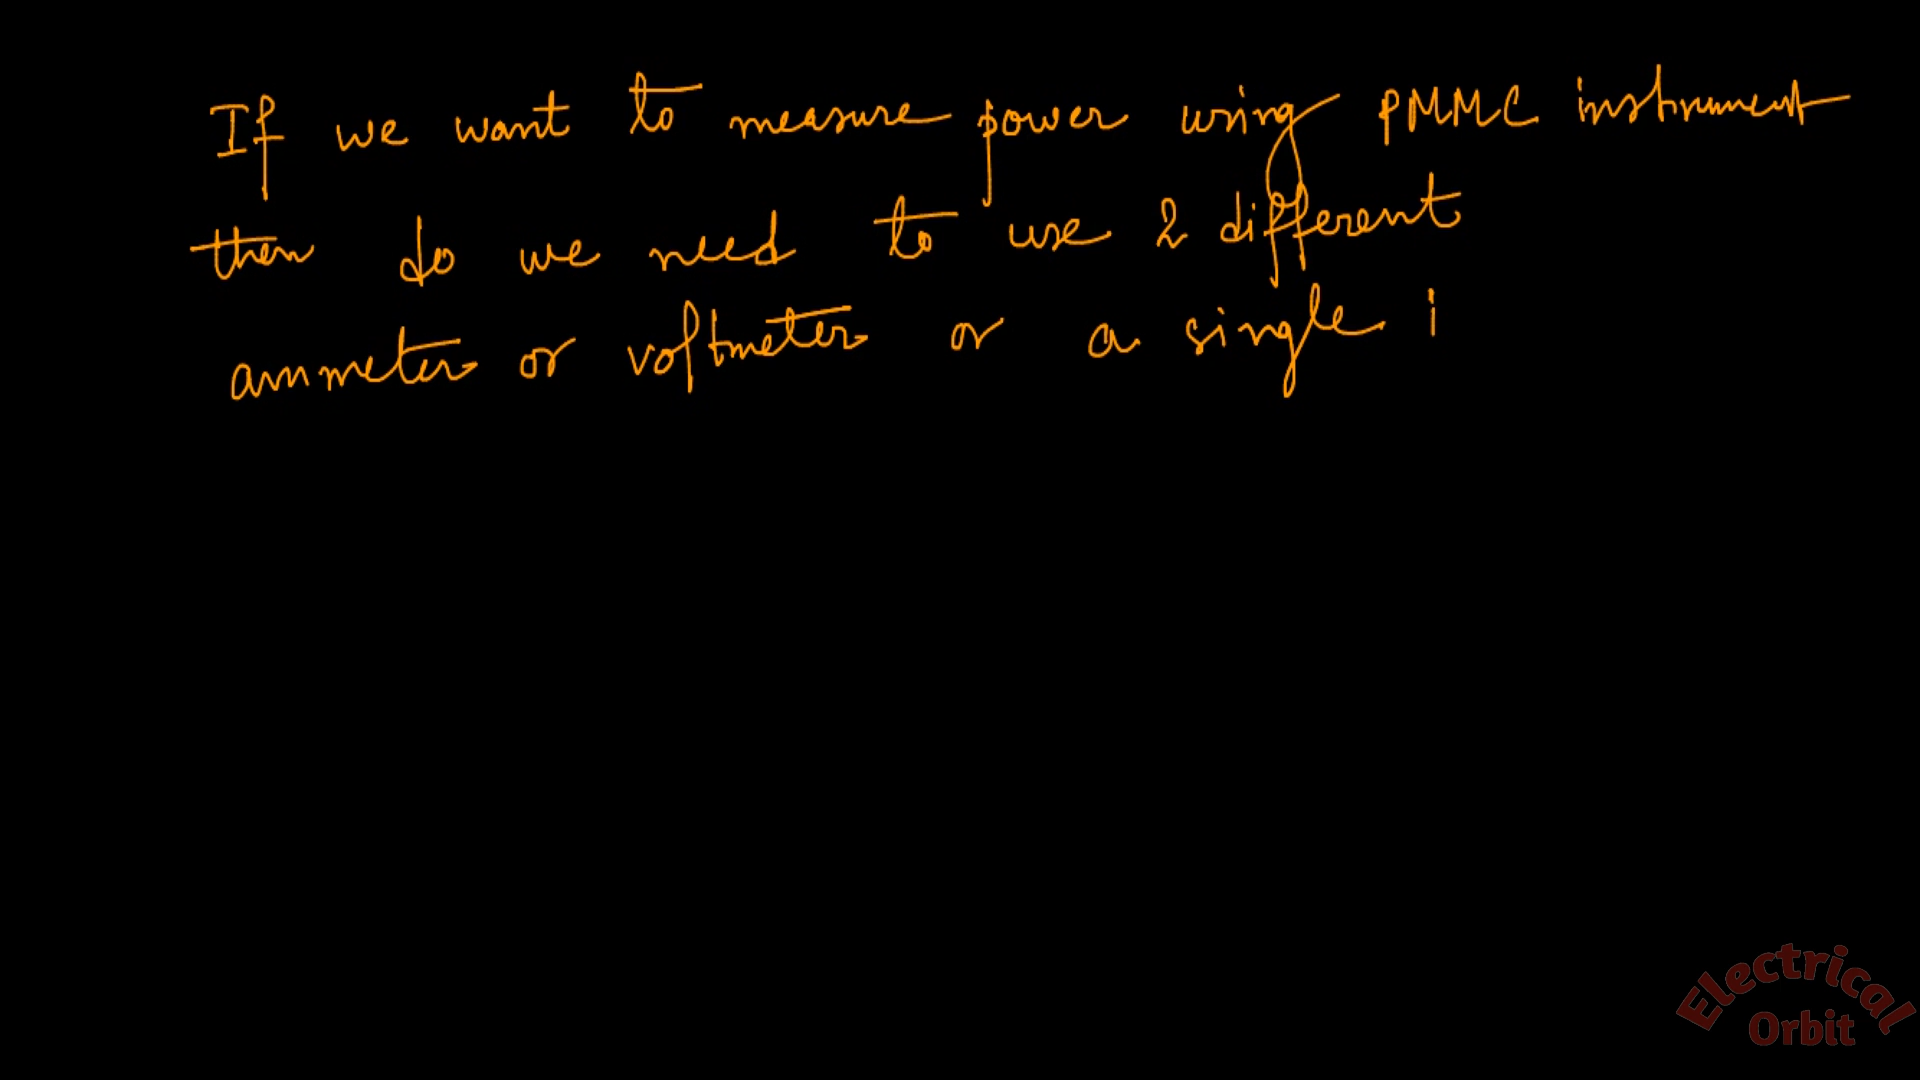 If we want to measure power using PMMC instrument
then do we need to use 2 different
ammeter or voltmeter or a single i
Electrical
Orbit